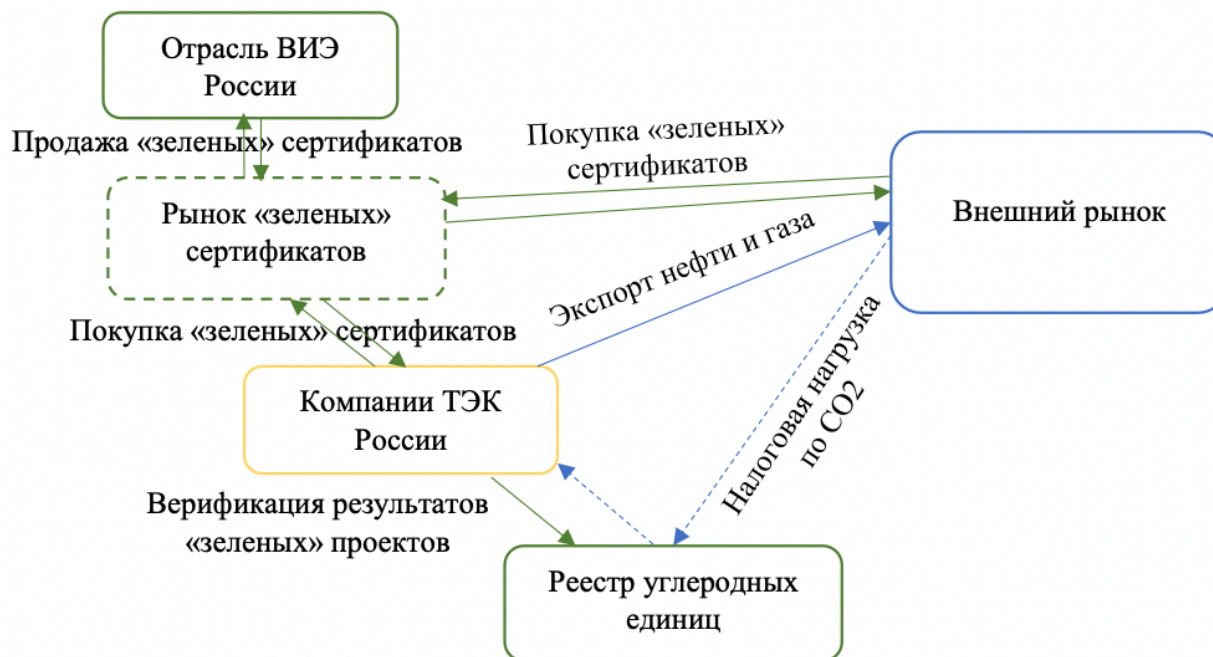 Отрасль ВИЭ
России
Продажа «зеленых» сертификатов
Покупка «зеленых»
сертификатов
Рынок «зеленых»
сертификатов
Внешний рынок
Экспорт нефти и газа
Покупка «зеленых» сертификатов
Компании ТЭК
России
Налоговая нагрузка
по СО2
Верификация результатов
«зеленых» проектов
Реестр углеродных
единиц